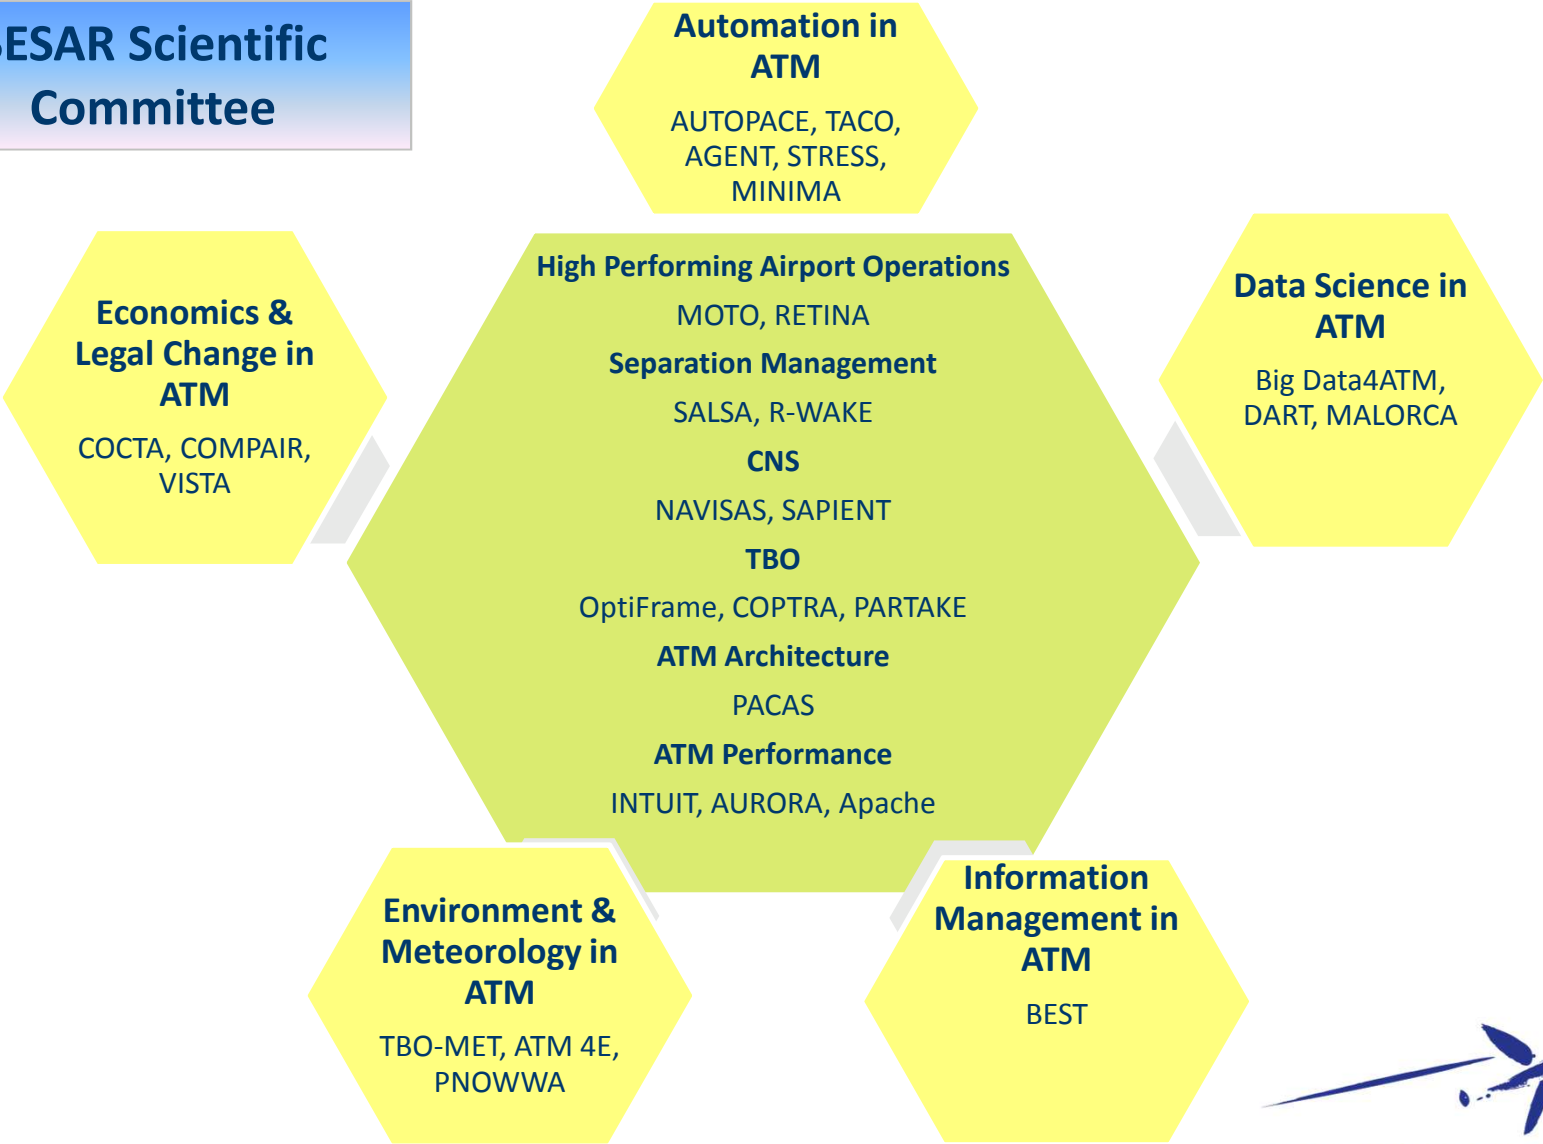 SESAR Scientific
Committee
Automation in
ATM
AUTOPACE, TACO,
AGENT, STRESS,
MINIMA
Economics &
Legal Change in
ATM
COCTA, COMPAIR,
VISTA
High Performing Airport Operations
MOTO, RETINA
Separation Management
SALSA, R-WAKE
CNS
NAVISAS, SAPIENT
TBO
OptiFrame, COPTRA, PARTAKE
ATM Architecture
PACAS
ATM Performance
INTUIT, AURORA, Apache
Data Science in
ATM
Big Data4ATM,
DART, MALORCA
Environment &
Meteorology in
ATM
TBO-MET, ATM 4E,
PNOWWA
Information
Management in
ATM
BEST